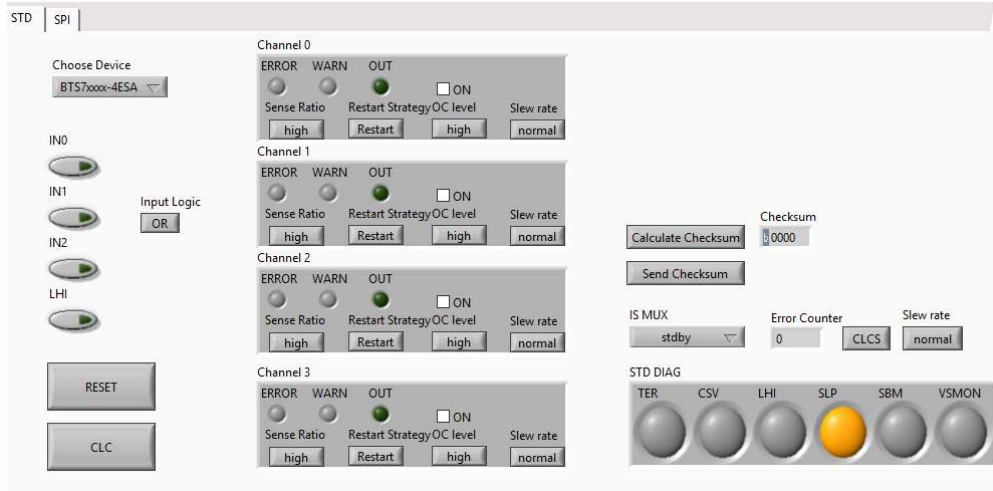 STD SPI
Choose Device
BTS7xxxx-4ESA
IN0
IN1
Input Logic
OR
IN2
LHI
RESET
CLC
Channel 0
ERROR WARN OUT
ON
Sense Ratio Restart Strategy OC level Slew rate
high Restart high normal
Channel 1
ERROR WARN OUT
ON
Sense Ratio Restart Strategy OC level Slew rate
high Restart high normal
Channel 2
ERROR WARN OUT
ON
Sense Ratio Restart Strategy OC level Slew rate
high Restart high normal
Channel 3
ERROR WARN OUT
ON
Sense Ratio Restart Strategy OC level Slew rate
high Restart high normal
Checksum
Calculate Checksum b 0000
Send Checksum
IS MUX Error Counter Slew rate
stdby 0 CLCS normal
STD DIAG
TER CSV LHI SLP SBM VSMON